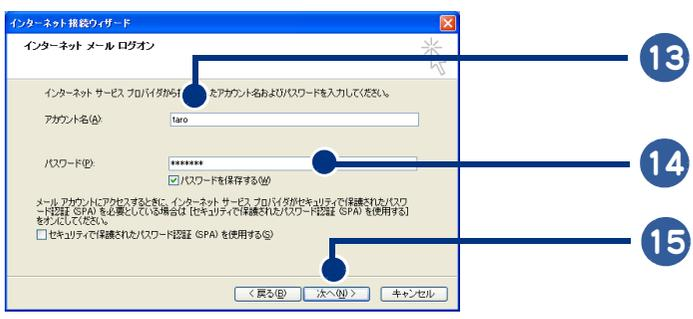 インターネット接続ウィザード
インターネット メール ログオン
13
インターネット サービス プロバイダから たアカウント名およびパスワードを入力してください。
アカウント名(A):
taro
パスワード(P):
*******
14
パスワードを保存する(W)
メール アカウントにアクセスするときに、インターネット サービス プロバイダがセキュリティで保護されたパスワ
ード認証 (SPA) を必要としている場合は [セキュリティで保護されたパスワード認証 (SPA) を使用する]
をオンにしてください。
セキュリティで保護されたパスワード認証 (SPA) を使用する(S)
15
< 戻る(B)
次へ(N) >
キャンセル